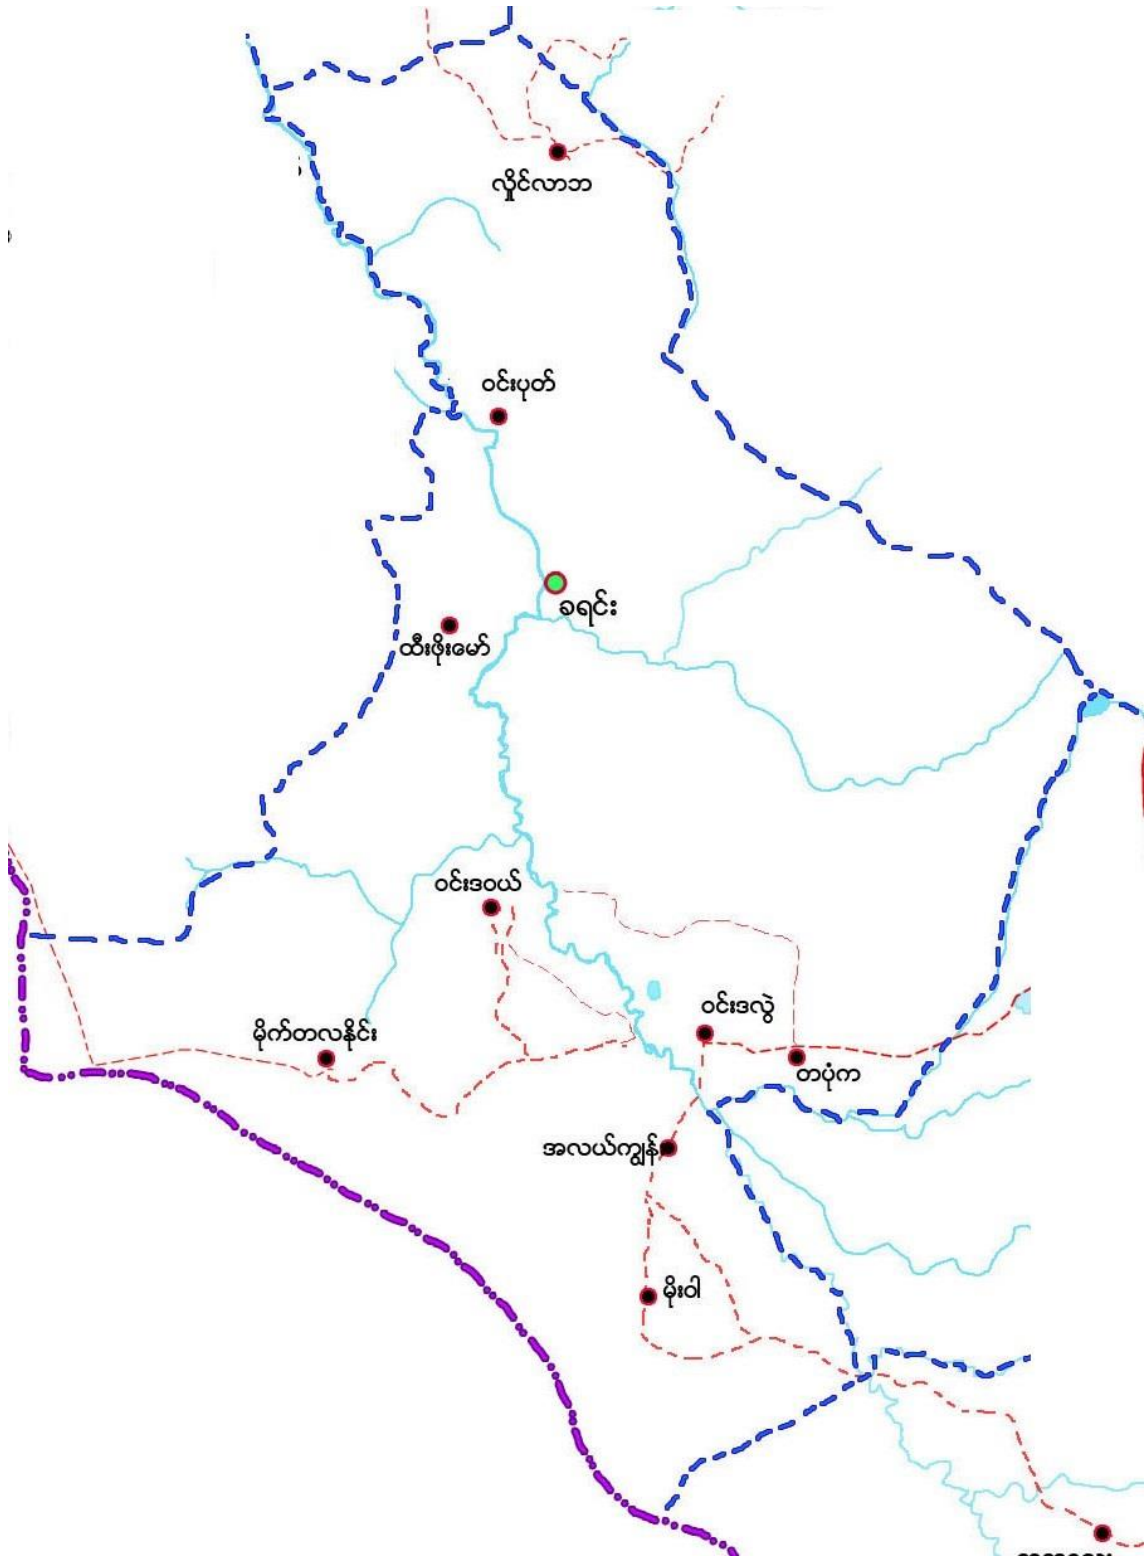 လှိုင်လာဘ
ဝင်းပုတ်
ခရင်း
ထီးဖိုးမော်
ဝင်းဒဝယ်
ဝင်းဒလွဲ
မိုက်တလနိုင်း
တပုံက
အလယ်ကျွန်
မိုးဝါ